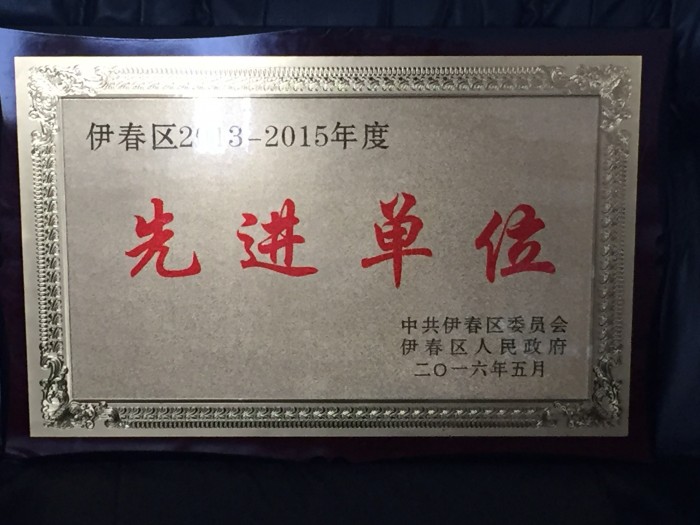 伊春区2013-2015年度
先进单位
中共伊春区委员会
伊春区人民政府
二〇一六年五月